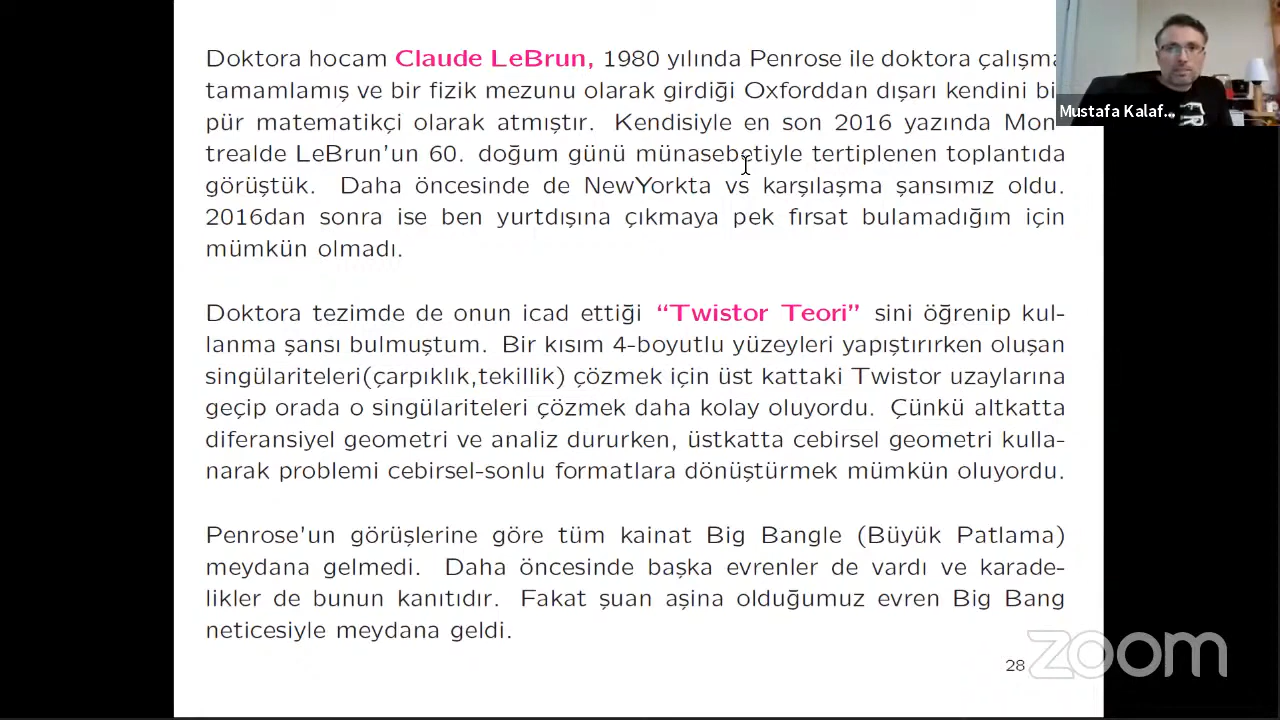 Doktora hocam Claude LeBrun, 1980 yılında Penrose ile doktora çalışma
tamamlamış ve bir fizik mezunu olarak girdiği Oxforddan dışarı kendini bi
pür matematikçi olarak atmıştır. Kendisiyle en son 2016 yazında Mon
trealde LeBrun'un 60. doğum günü münasebetiyle tertiplenen toplantıda
görüştük. Daha öncesinde de NewYorkta vs karşılaşma şansımız oldu.
2016dan sonra ise ben yurtdışına çıkmaya pek fırsat bulamadığım için
mümkün olmadı.
Doktora tezimde de onun icad ettiği “Twistor Teori” sini öğrenip kul-
lanma şansı bulmuştum. Bir kısım 4-boyutlu yüzeyleri yapıştırırken oluşan
singülariteleri(çarpıklık,tekillik) çözmek için üst kattaki Twistor uzaylarına
geçip orada o singülariteleri çözmek daha kolay oluyordu. Çünkü altkatta
diferansiyel geometri ve analiz dururken, üstkatta cebirsel geometri kulla-
narak problemi cebirsel-sonlu formatlara dönüştürmek mümkün oluyordu.
Penrose'un görüşlerine göre tüm kainat Big Bangle (Büyük Patlama)
meydana gelmedi. Daha öncesinde başka evrenler de vardı ve karade-
likler de bunun kanıtıdır. Fakat şuan aşina olduğumuz evren Big Bang
neticesiyle meydana geldi.
28
Mustafa Kalaf...
zoom